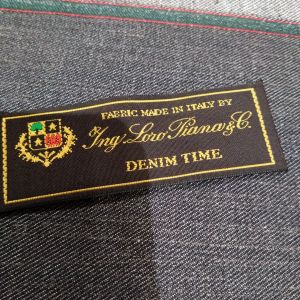 FABRIC MADE IN ITALY BY
Ing. Loro Piana & C.
DENIM TIME